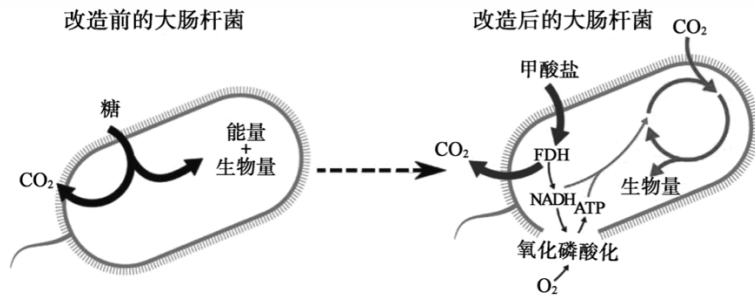 改造前的大肠杆菌
糖
能量
+
生物量
CO₂
改造后的大肠杆菌
CO₂
甲酸盐
CO₂
FDH
NADH
ATP
生物量
氧化磷酸化
O₂